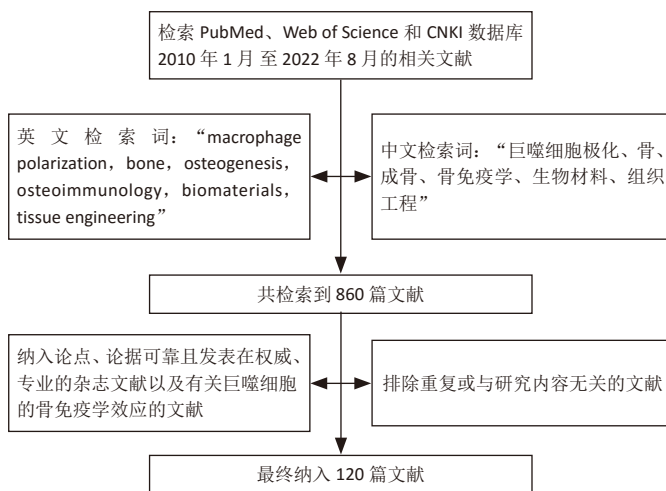 检索 PubMed、Web of Science 和 CNKI 数据库
2010 年 1 月 至 2022 年 8 月的相关文献
英文检索词：“macrophage
polarization，bone，osteogenesis，
osteoimmunology，biomaterials，
tissue engineering”
中文检索词：“巨噬细胞极化、骨、
成骨、骨免疫学、生物材料、组织
工程”
共检索到 860 篇文献
纳入论点、论据可靠且发表在权威、
专业的杂志文献以及有关巨噬细胞
的骨免疫学效应的文献
排除重复或与研究内容无关的文献
最终纳入 120 篇文献